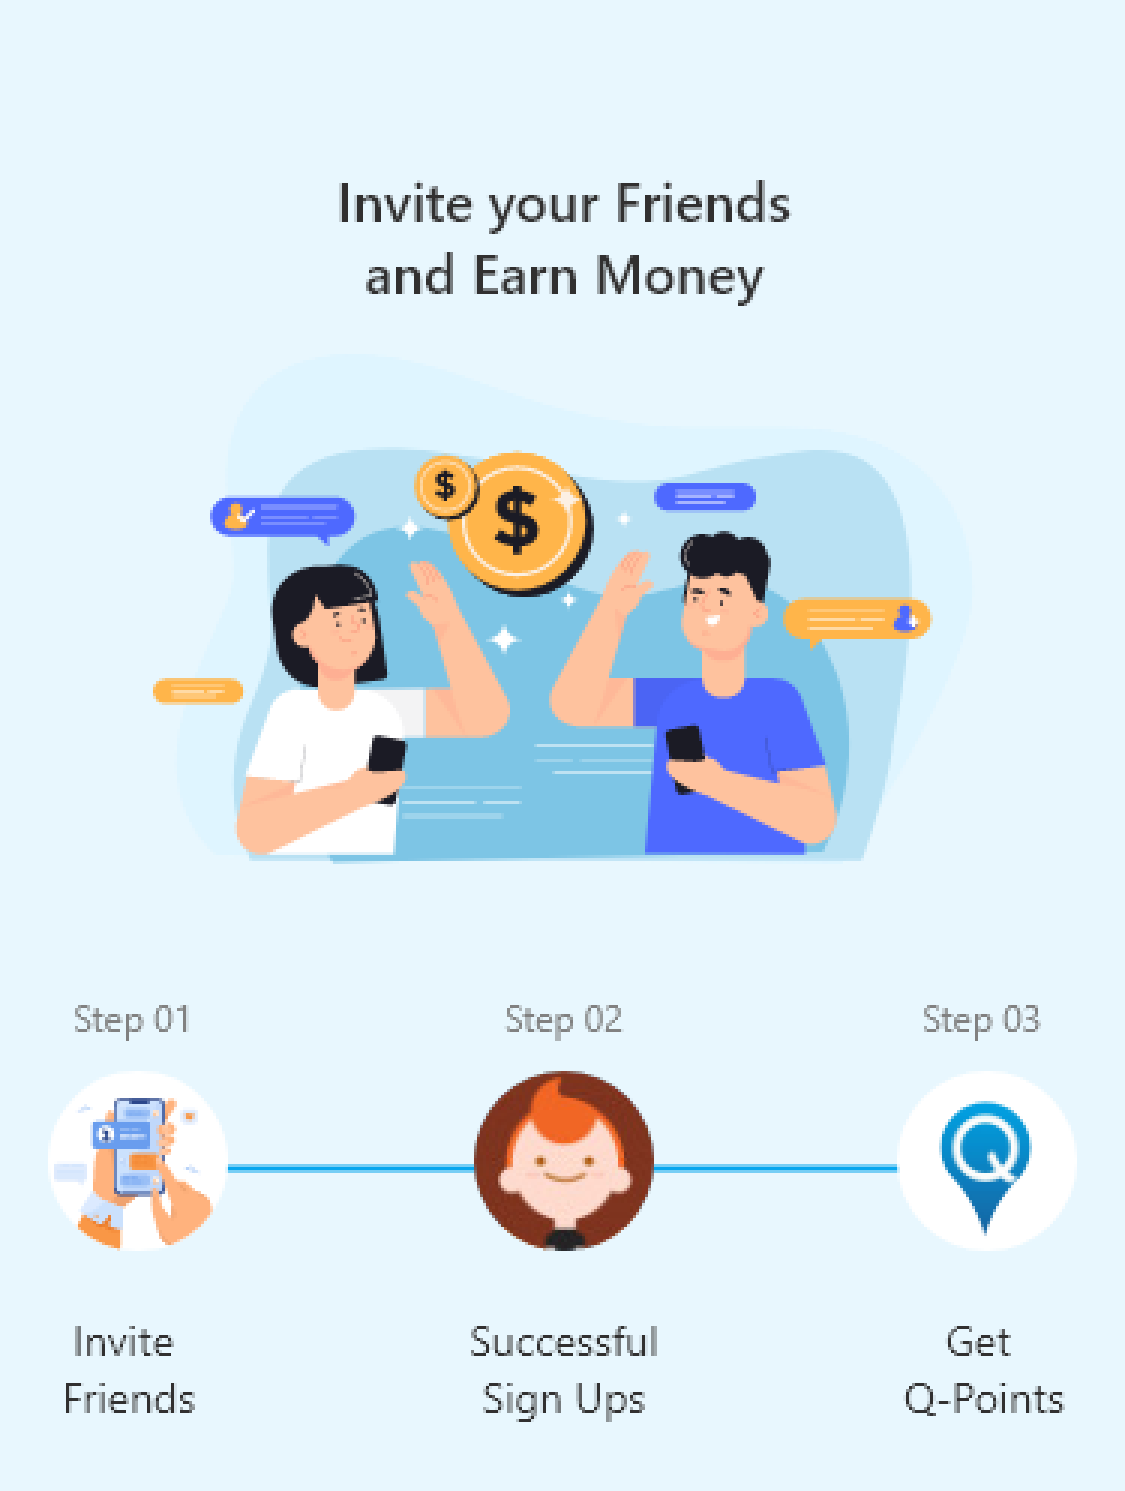 Invite your Friends
and Earn Money
$
$
Step 01
Step 02
Step 03
Q
Invite
Friends
Successful
Sign Ups
Get
Q-Points